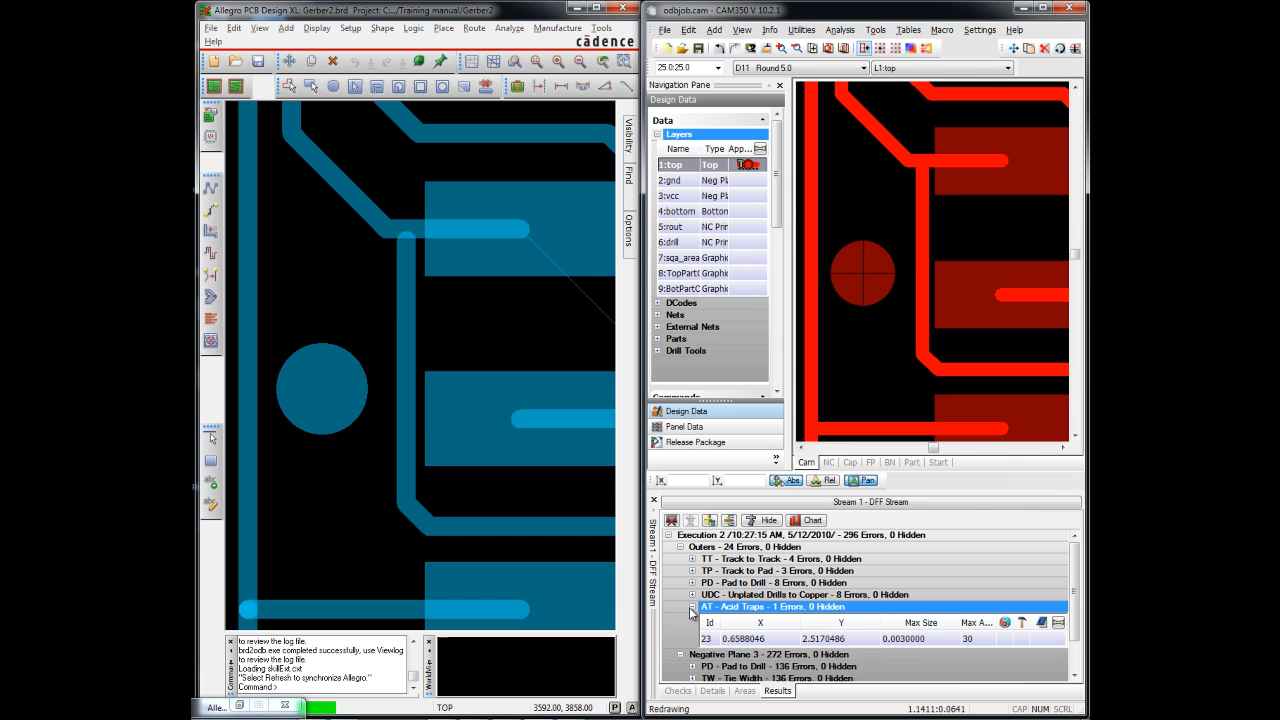 Allegro PCB Design XL: Gerber2.brd Project: C:.../Training manual/Gerber2
File Edit View Add Display Setup Shape Logic Place Route Analyze Manufacture Tools
Help
cādence
Visibility
Find
Options
to review the log file.
brd2odb.exe completed successfully, use Viewlog
to review the log file.
Loading skillExt.cxt
"Select Refresh to synchronize Allegro."
Command >
Alle...
TOP
3592.00, 3858.00
P
A
odbjob.cam - CAM350 V 10.2.1
File Edit Add View Info Utilities Analysis Tools Tables Macro Settings Help
25.0:25.0
D11 Round 5.0
L1:top
Navigation Pane
Design Data
Data
Layers
Name Type App...
1:top Top
2:gnd Neg Pl
3:vcc Neg Pl
4:bottom Bottom
5:rout NC Prin
6:drill NC Prin
7:sqa_area Graphic
8:TopPartC Graphic
9:BotPartC Graphic
DCodes
Nets
External Nets
Parts
Drill Tools
Commands
Design Data
Panel Data
Release Package
Cam NC Cap FP BN Part Start
X, Y, Abs Rel Pan
Stream 1 - DFF Stream
Stream 1 - DFF Stream
Hide Chart
Execution 2 /10:27:15 AM, 5/12/2010/ - 296 Errors, 0 Hidden
Outers - 24 Errors, 0 Hidden
TT - Track to Track - 4 Errors, 0 Hidden
TP - Track to Pad - 3 Errors, 0 Hidden
PD - Pad to Drill - 8 Errors, 0 Hidden
UDC - Unplated Drills to Copper - 8 Errors, 0 Hidden
AT - Acid Traps - 1 Errors, 0 Hidden
Id X Y Max Size Max A...
23 0.6588046 2.5170486 0.0030000 30
Negative Plane 3 - 272 Errors, 0 Hidden
PD - Pad to Drill - 136 Errors, 0 Hidden
TW - Tie Width - 136 Errors, 0 Hidden
Checks Details Areas Results
Redrawing
1.1411:0.0641
CAP NUM SCRL